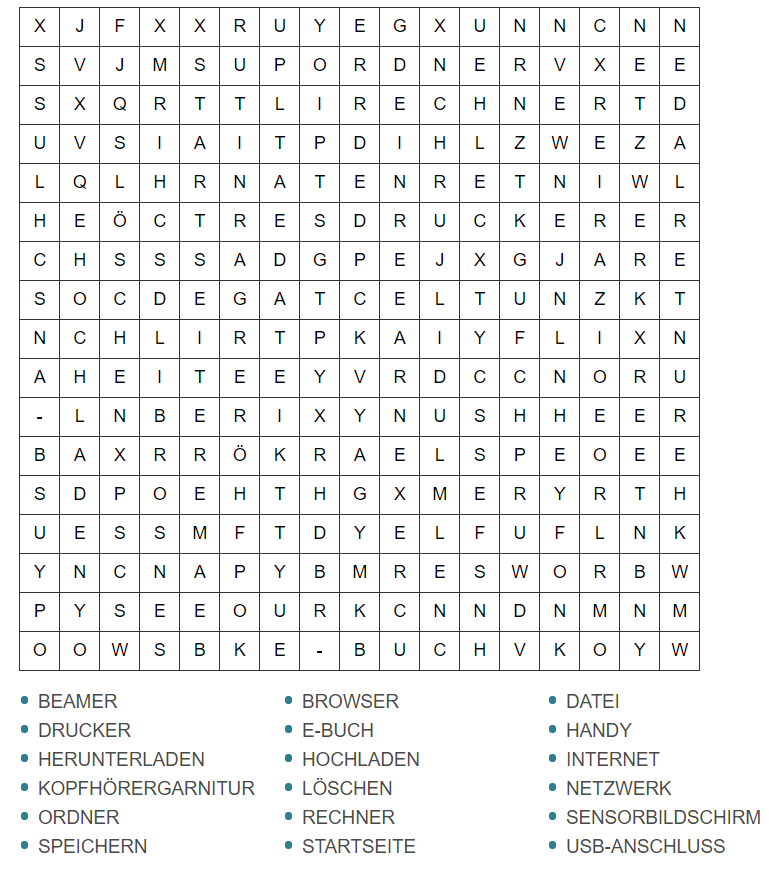 X J F X X R U Y E G X U N N C N N
S V J M S U P O R D N E R V X E E
S X Q R T T L I R E C H N E R T D
U V S I A I T P D I H L Z W E Z A
L Q L H R N A T E N R E T N I W L
H E Ö C T R E S D R U C K E R E R
C H S S S A D G P E J X G J A R E
S O C D E G A T C E L T U N Z K T
N C H L I R T P K A I Y F L I X N
A H E I T E E Y V R D C C N O R U
- L N B E R I X Y N U S H H E E R
B A X R R Ö K R A E L S P E O E E
S D P O E H T H G X M E R Y R T H
U E S S M F T D Y E L F U F L N K
Y N C N A P Y B M R E S W O R B W
P Y S E E O U R K C N N D N M N M
O O W S B K E - B U C H V K O Y W
• BEAMER • BROWSER • DATEI
• DRUCKER • E-BUCH • HANDY
• HERUNTERLADEN • HOCHLADEN • INTERNET
• KOPFHÖRERGARNITUR • LÖSCHEN • NETZWERK
• ORDNER • RECHNER • SENSORBILDSCHIRM
• SPEICHERN • STARTSEITE • USB-ANSCHLUSS